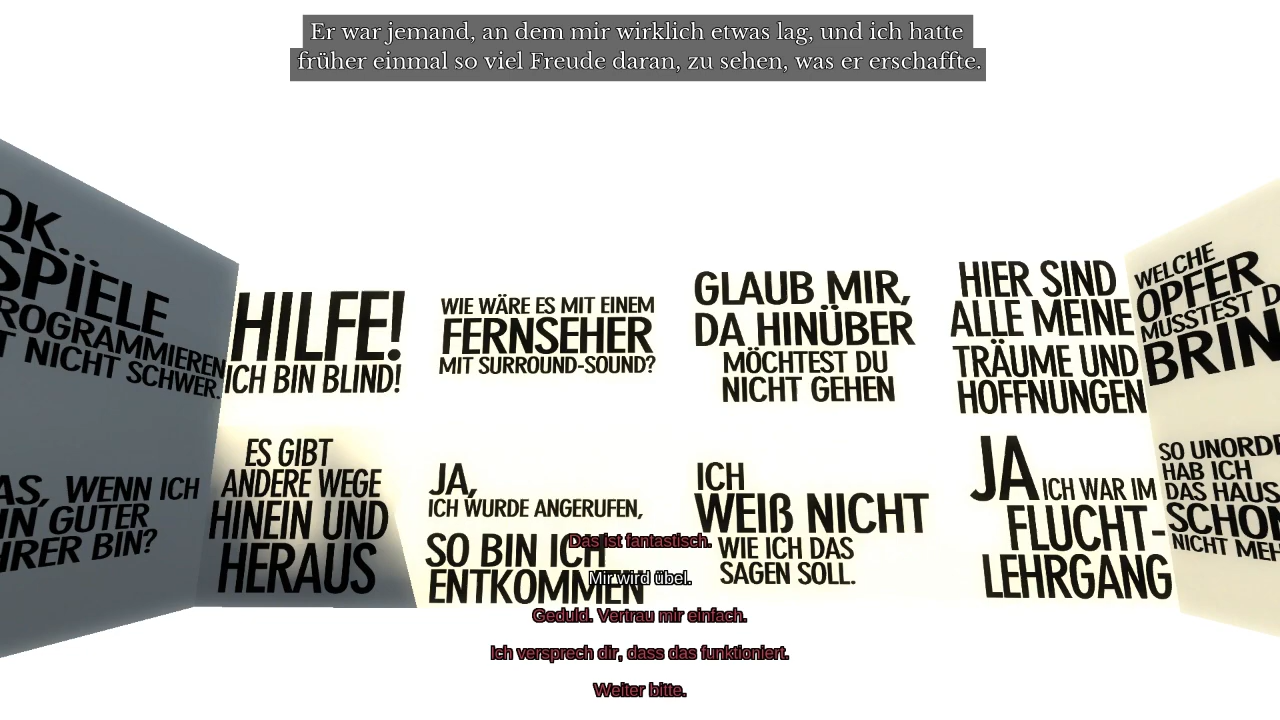 Er war jemand, an dem mir wirklich etwas lag, und ich hatte
früher einmal so viel Freude daran, zu sehen, was er erschaffte.
OK...
SPIELE
PROGRAMMIEREN
NICHT SCHWER.
HILFE!
ICH BIN BLIND!
WIE WÄRE ES MIT EINEM
FERNSEHER
MIT SURROUND-SOUND?
GLAUB MIR,
DA HINÜBER
MÖCHTEST DU
NICHT GEHEN
HIER SIND
ALLE MEINE
TRÄUME UND
HOFFNUNGEN
WELCHE
OPFER
MUSSTEST
WENN ICH
GUTER
BIN?
ES GIBT
ANDERE WEGE
HINEIN UND
HERAUS
JA,
ICH WURDE ANGERUFEN,
SO BIN ICH
ENTKOMMEN
ICH
WEIß NICHT
WIE ICH DAS
SAGEN SOLL.
JA ICH WAR IM
FLUCHT-
LEHRGANG
SO
HAB ICH
DAS HAUS
SCHON
NICHT
Das ist fantastisch.
Mir wird übel.
Geduld. Vertrau mir einfach.
Ich versprech dir, dass das funktioniert.
Weiter bitte.